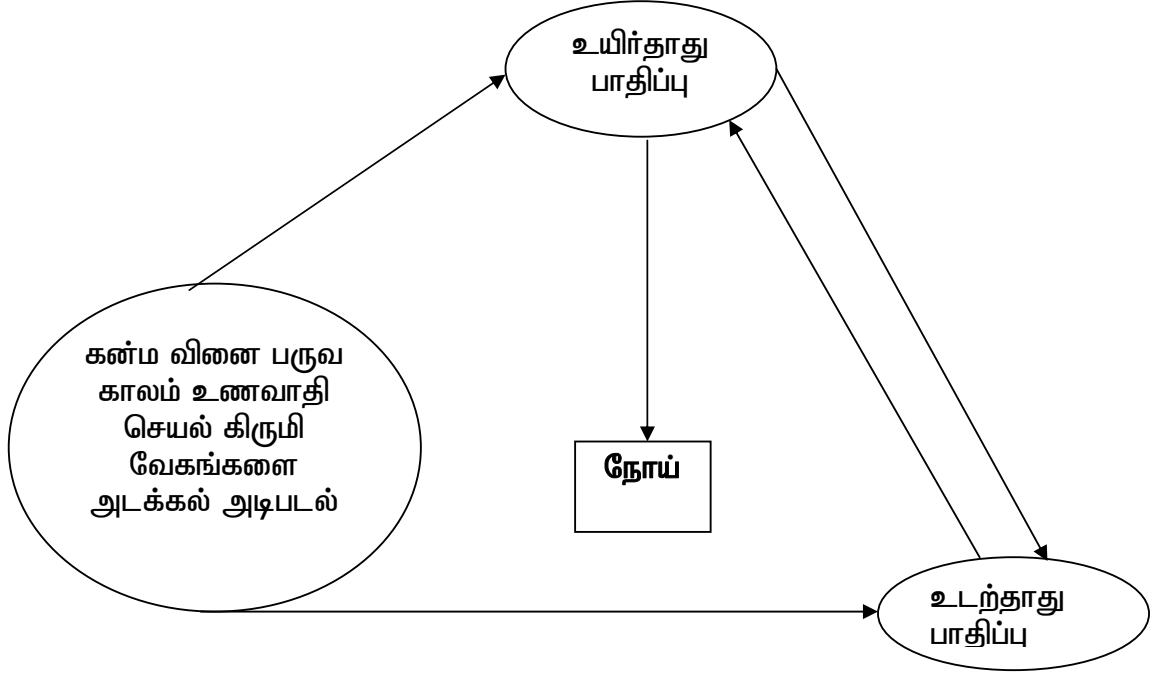 உயிர்தாது
பாதிப்பு
கன்ம வினை பருவ
காலம் உணவாதி
செயல் கிருமி
வேகங்களை
அடக்கல் அடிபடல்
நோய்
உடற்தாது
பாதிப்பு